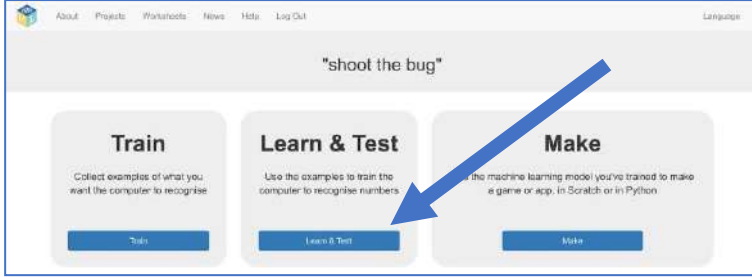 About Projects Worksheets News Help Log Out Language
"shoot the bug"
Train
Collect examples of what you
want the computer to recognise
Train
Learn & Test
Use the examples to train the
computer to recognise numbers
Learn & Test
Make
the machine learning model you've trained to make
a game or app, in Scratch or in Python
Make